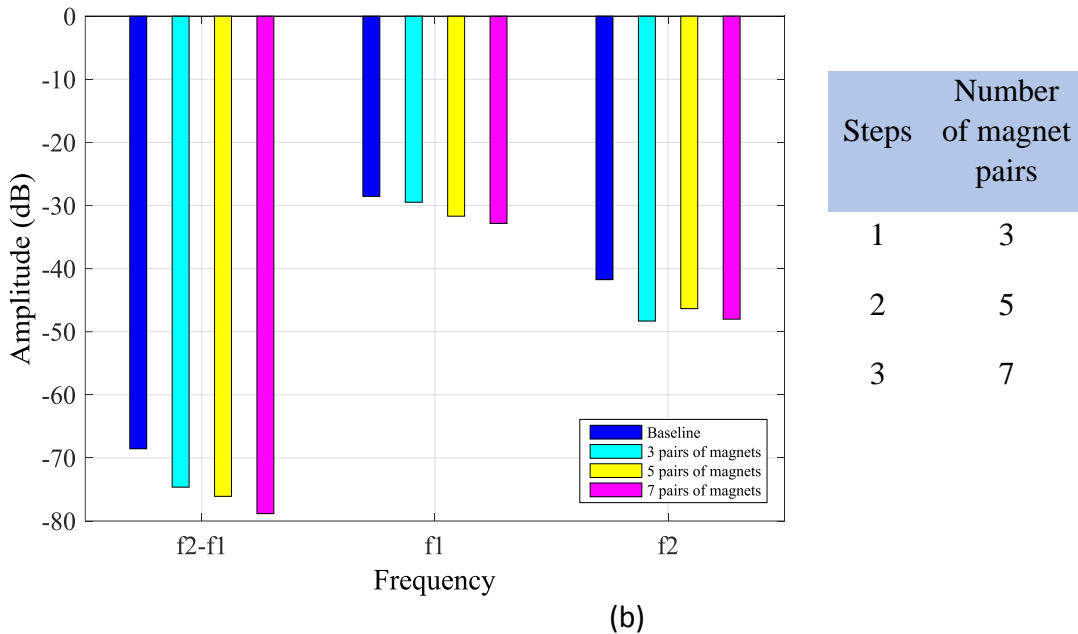 0
-10
-20
-30
-40
-50
-60
-70
-80
Amplitude (dB)
f2-f1
f1
f2
Frequency
Baseline
3 pairs of magnets
5 pairs of magnets
7 pairs of magnets
(b)
Steps
Number
of magnet
pairs
1 3
2 5
3 7